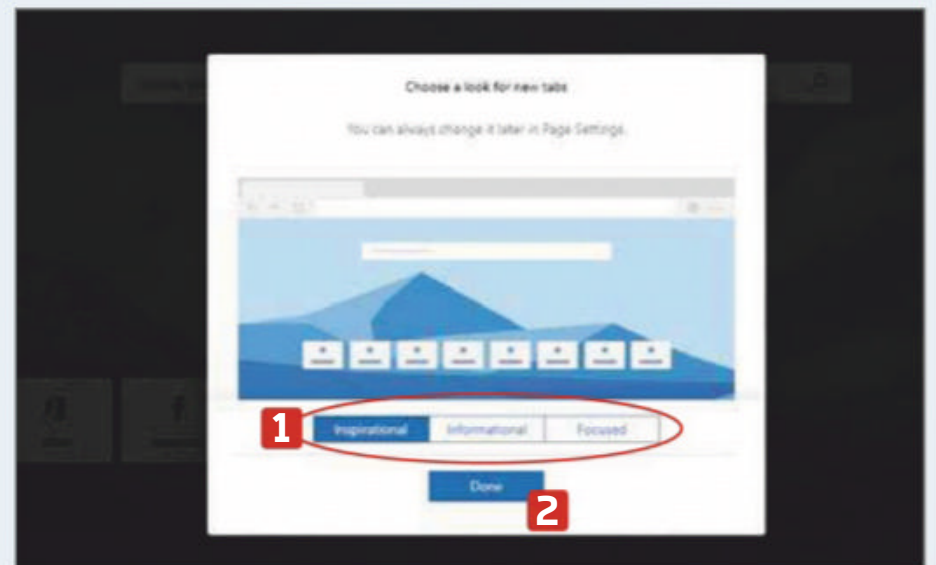 Choose a look for new tabs
You can always change it later in Page Settings.
1
Inspirational Informational Focused
Done
2